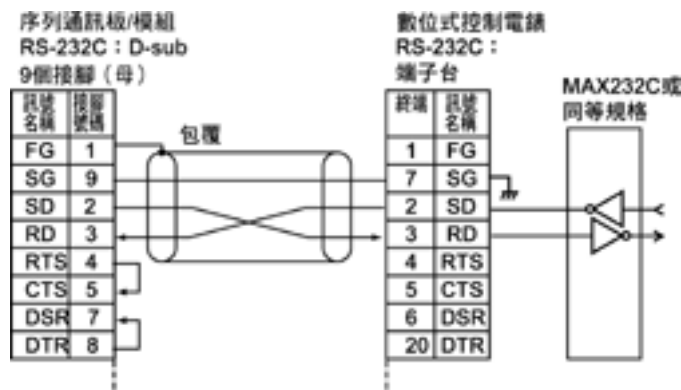 序列通訊板/模組
RS-232C：D-sub
9個接腳（母）
訊號名稱 接腳號碼
FG 1
SG 9
SD 2
RD 3
RTS 4
CTS 5
DSR 7
DTR 8
包覆
數位式控制電錶
RS-232C：
端子台
終端 訊號名稱
1 FG
7 SG
2 SD
3 RD
4 RTS
5 CTS
6 DSR
20 DTR
MAX232C或
同等規格